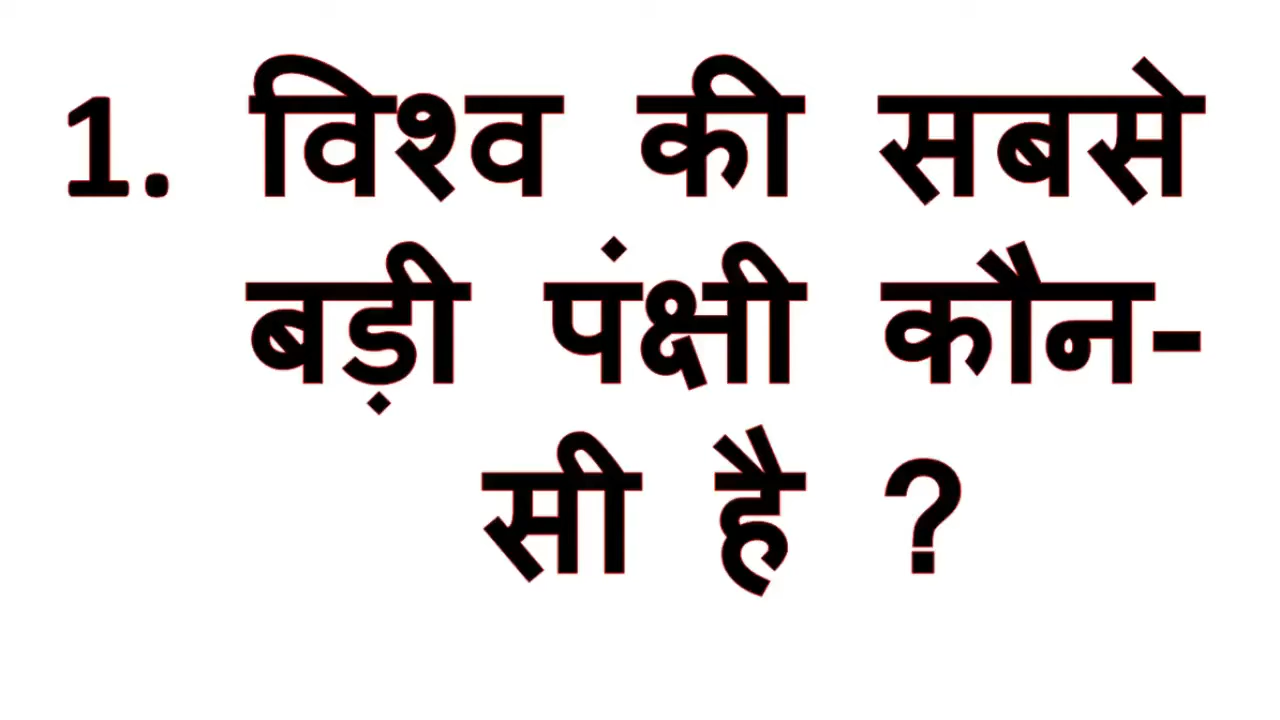 1. विश्व की सबसे
बड़ी पंक्षी कौन-
सी है ?